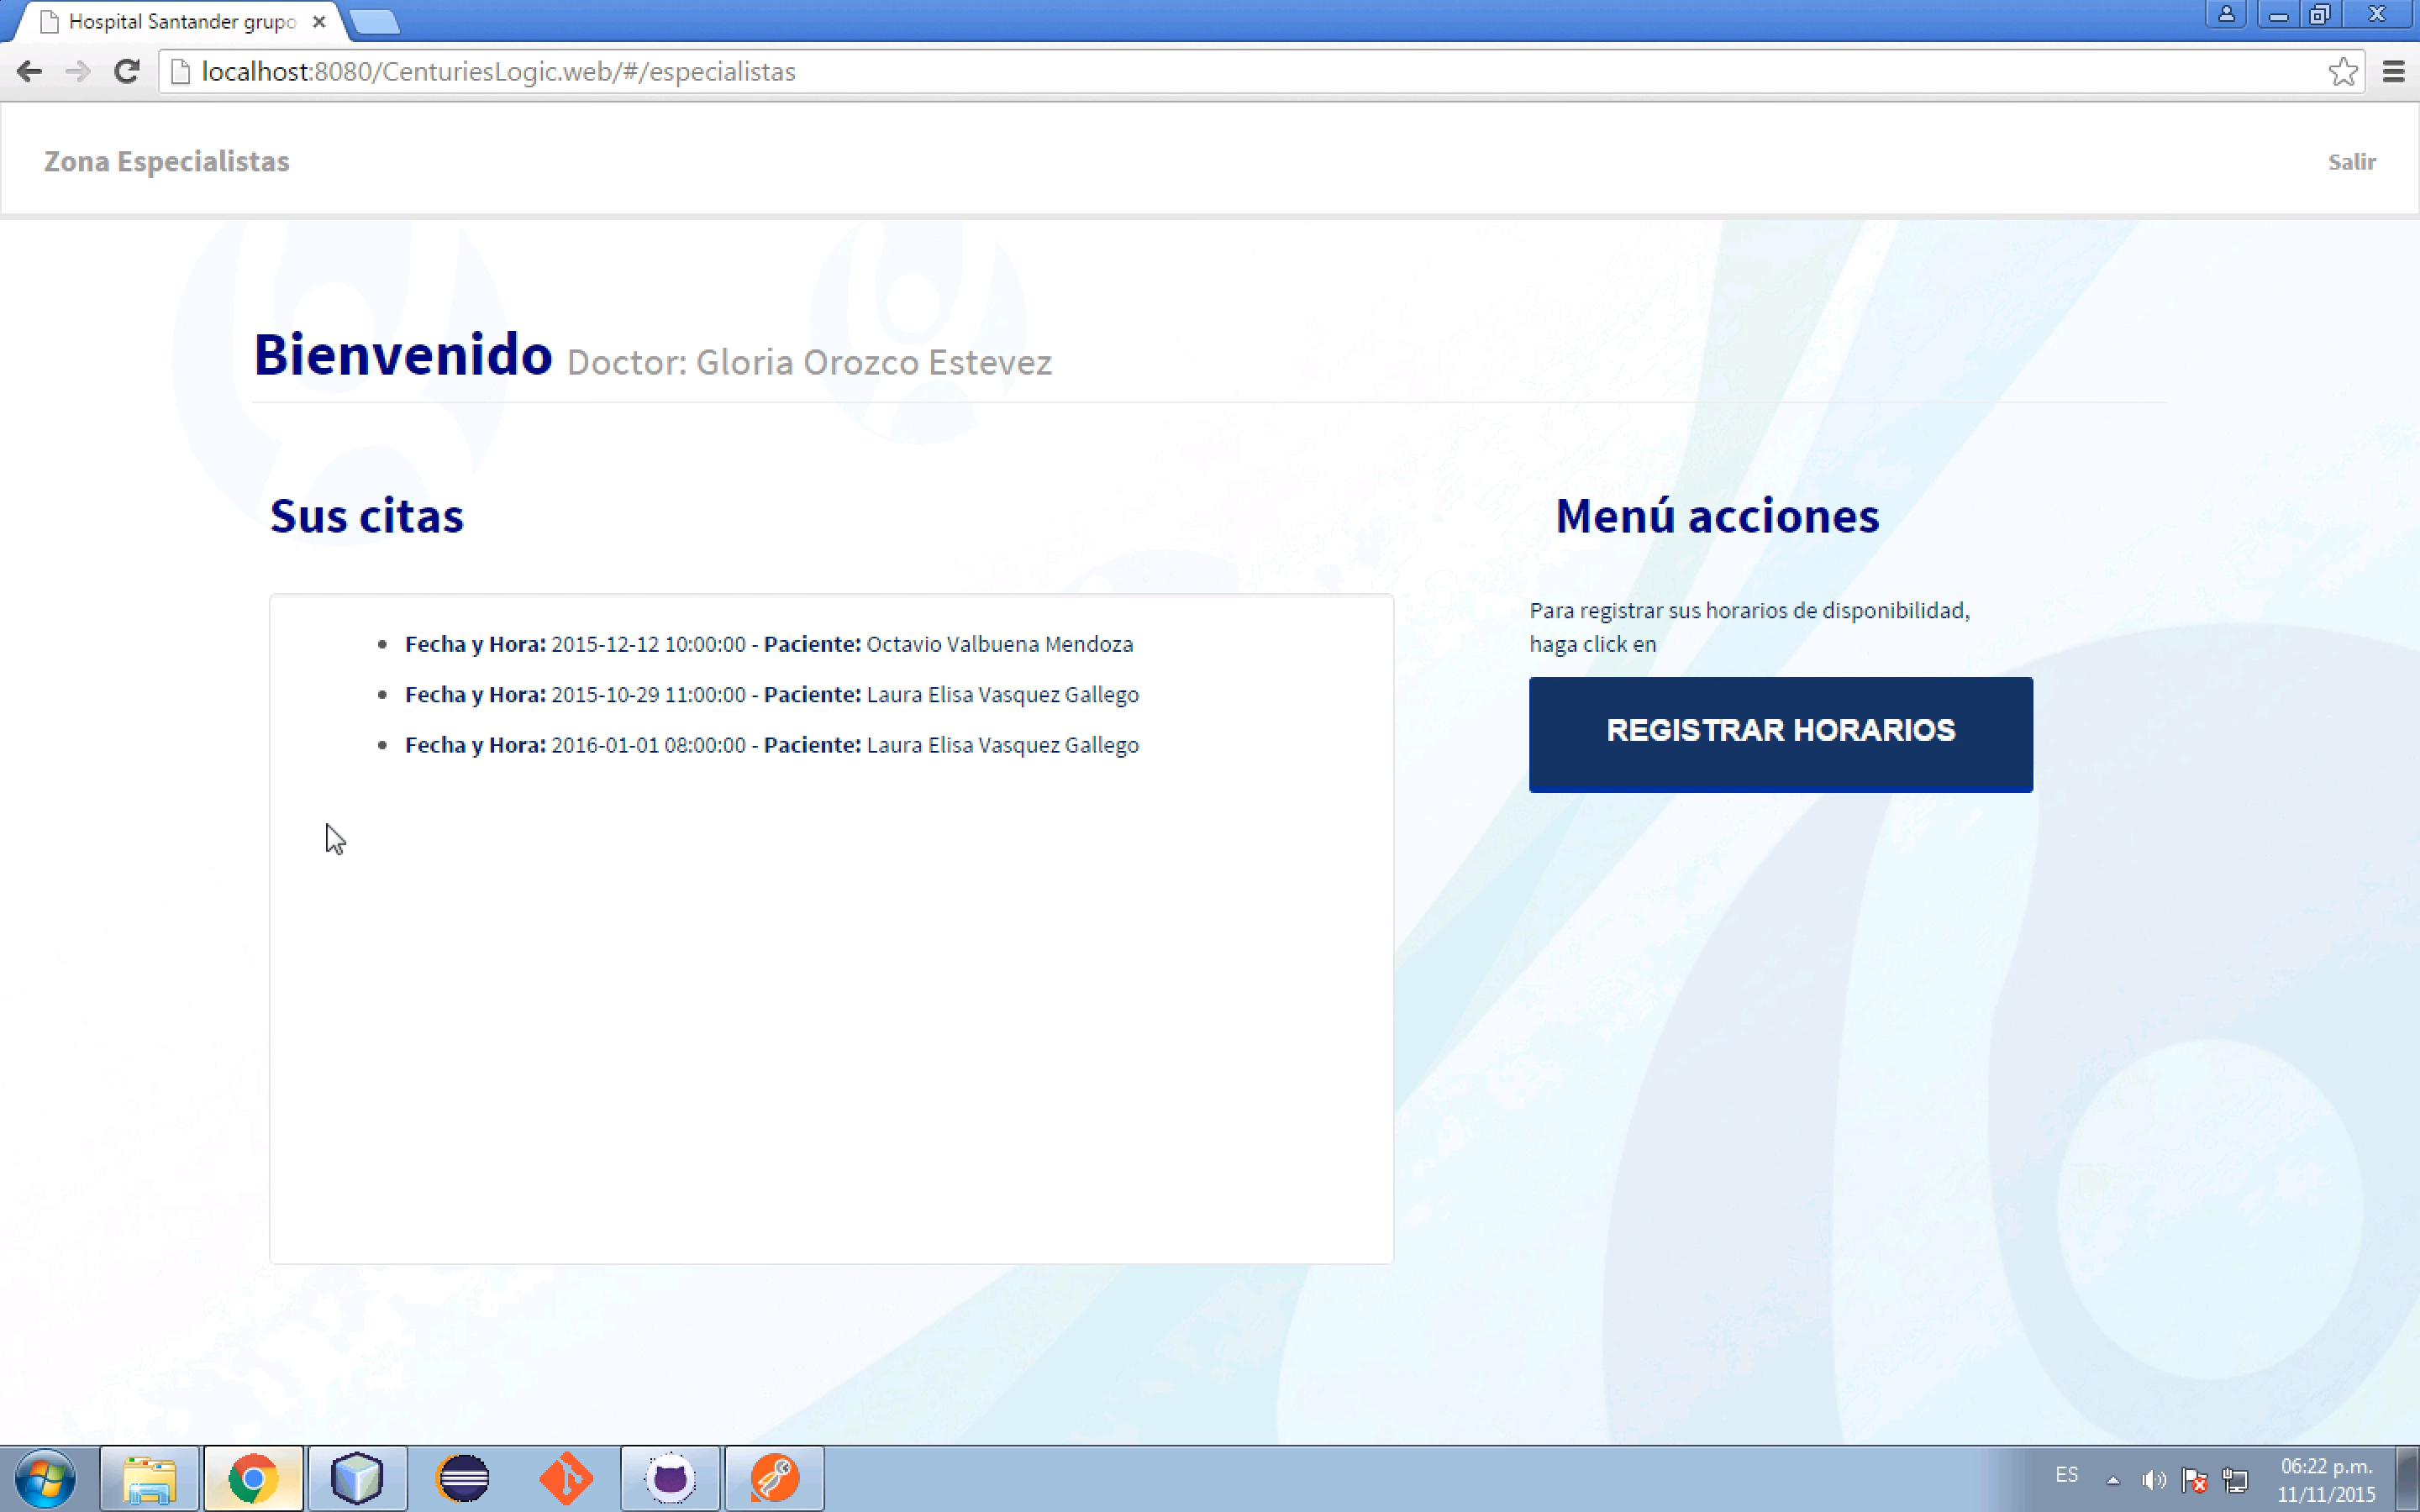 Hospital Santander grupo
localhost:8080/CenturiesLogic.web/#/especialistas
Zona Especialistas
Salir
Bienvenido Doctor: Gloria Orozco Estevez
Sus citas
Fecha y Hora: 2015-12-12 10:00:00 - Paciente: Octavio Valbuena Mendoza
Fecha y Hora: 2015-10-29 11:00:00 - Paciente: Laura Elisa Vasquez Gallego
Fecha y Hora: 2016-01-01 08:00:00 - Paciente: Laura Elisa Vasquez Gallego
Menú acciones
Para registrar sus horarios de disponibilidad,
haga click en
REGISTRAR HORARIOS
ES
06:22 p.m.
11/11/2015